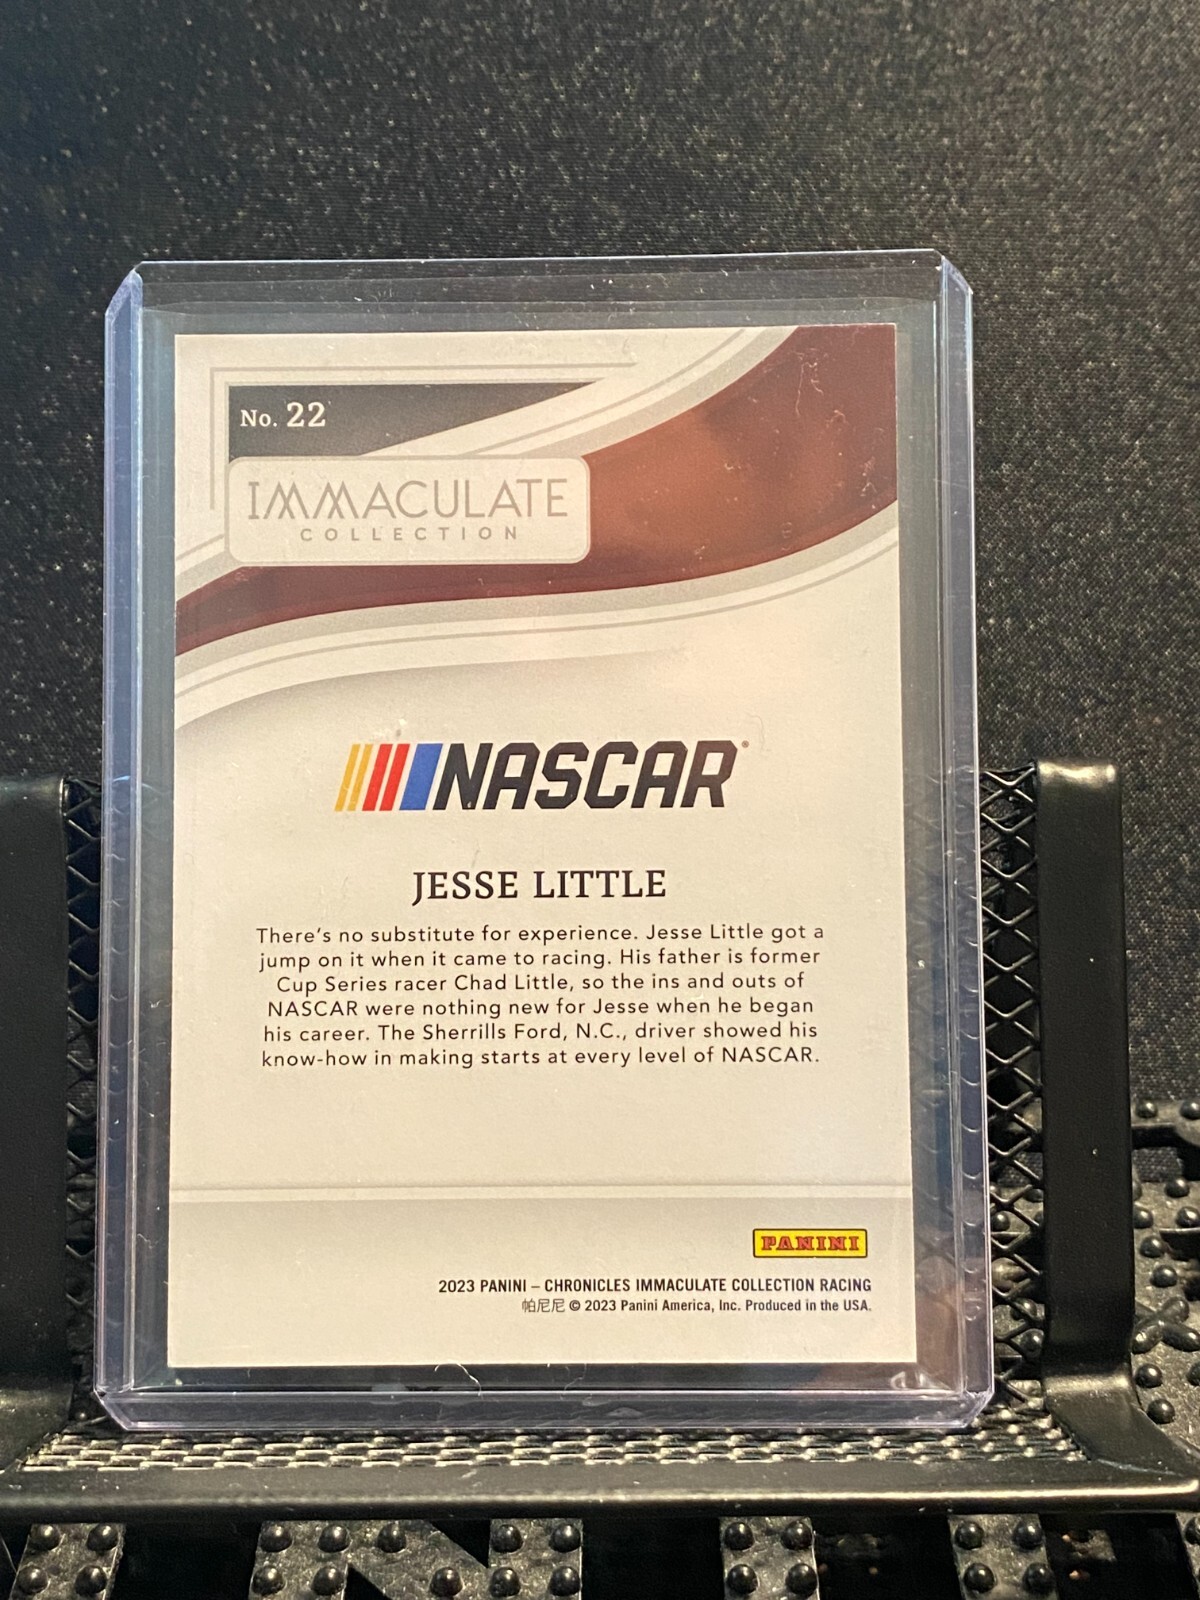 No. 22
IMMACULATE
COLLECTION
NASCAR
JESSE LITTLE
There's no substitute for experience. Jesse Little got a
jump on it when it came to racing. His father is former
Cup Series racer Chad Little, so the ins and outs of
NASCAR were nothing new for Jesse when he began
his career. The Sherrills Ford, N.C., driver showed his
know-how in making starts at every level of NASCAR.
PANINI
2023 PANINI – CHRONICLES IMMACULATE COLLECTION RACING
帕尼尼 © 2023 Panini America, Inc. Produced in the USA.